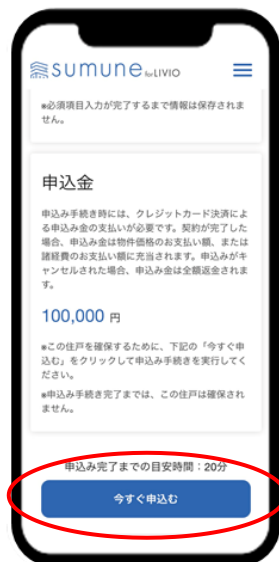 sumune for LIVIO
※必須項目入力が完了するまで情報は保存されま
せん。
申込金
申込み手続き時には、クレジットカード決済によ
る申込み金の支払いが必要です。契約が完了した
場合、申込み金は物件価格のお支払い額、または
諸経費のお支払い額に充当されます。申込みがキ
ャンセルされた場合、申込み金は全額返金されま
す。
100,000 円
※この住戸を確保するために、下記の「今すぐ申
込む」をクリックして申込み手続きを実行してく
ださい。
※申込み手続き完了までは、この住戸は確保され
ません。
申込み完了までの目安時間：20分
今すぐ申込む